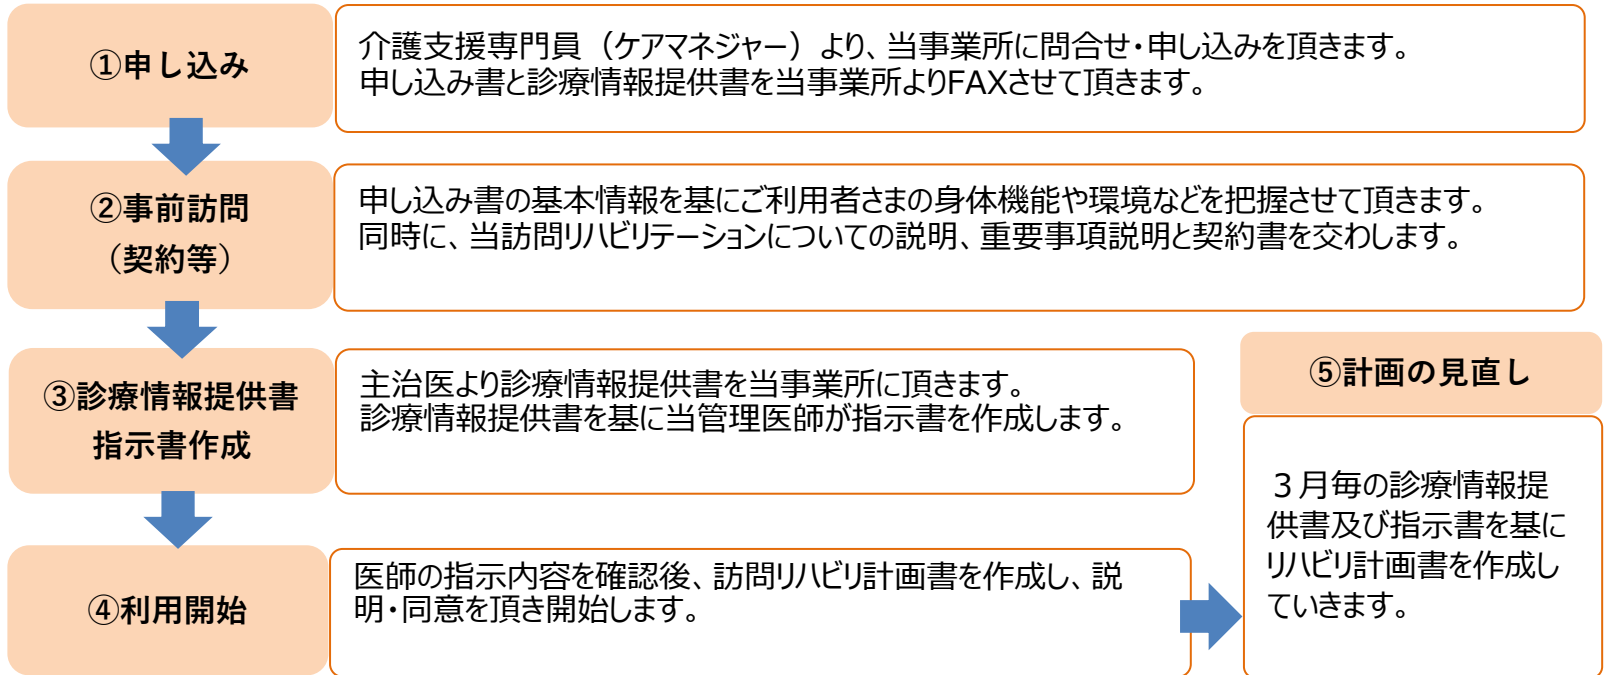 ①申し込み
介護支援専門員（ケアマネジャー）より、当事業所に問合せ・申し込みを頂きます。
申し込み書と診療情報提供書を当事業所よりFAXさせて頂きます。
②事前訪問
（契約等）
申し込み書の基本情報を基にご利用者さまの身体機能や環境などを把握させて頂きます。
同時に、当訪問リハビリテーションについての説明、重要事項説明と契約書を交わします。
③診療情報提供書
指示書作成
主治医より診療情報提供書を当事業所に頂きます。
診療情報提供書を基に当管理医師が指示書を作成します。
④利用開始
医師の指示内容を確認後、訪問リハビリ計画書を作成し、説
明・同意を頂き開始します。
⑤計画の見直し
３月毎の診療情報提
供書及び指示書を基に
リハビリ計画書を作成し
ていきます。